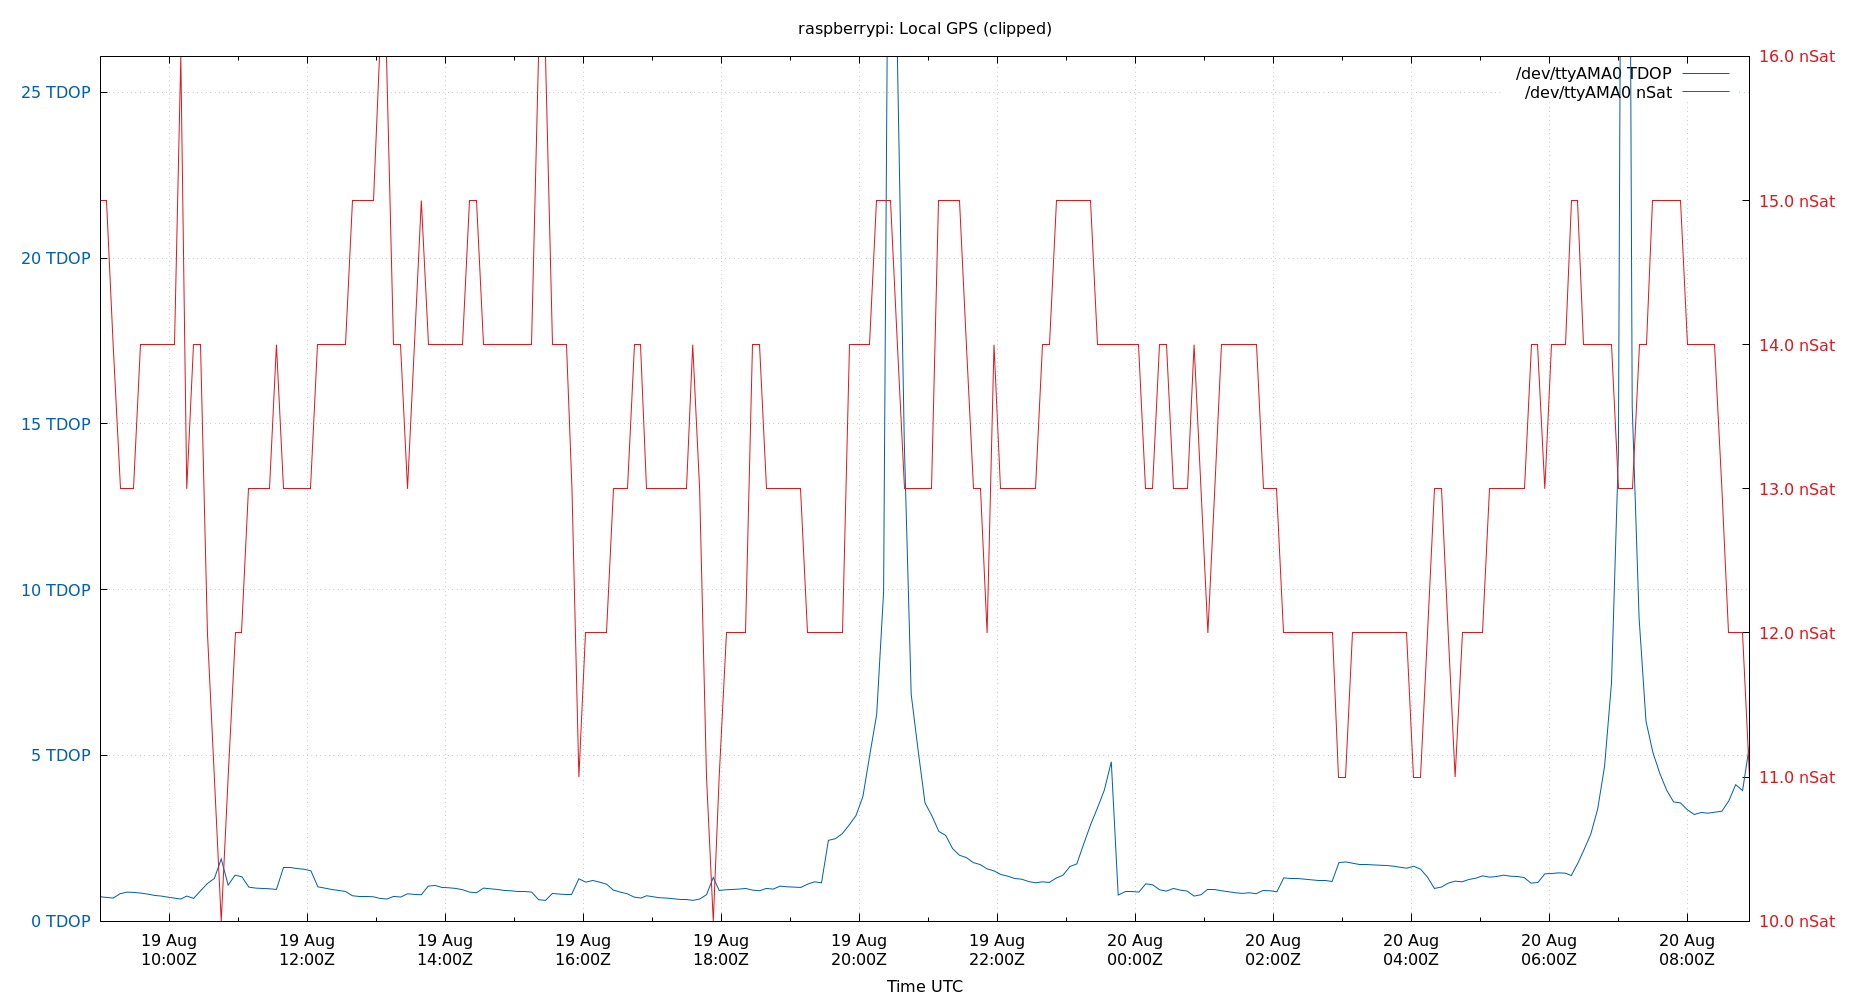 raspberrypi: Local GPS (clipped)
16.0 nSat
/dev/ttyAMA0 TDOP
25 TDOP
/dev/ttyAMA0 nSat
15.0 nSat
20 TDOP
14.0 nSat
15 TDOP
13.0 nSat
10 TDOP
12.0 nSat
5 TDOP
11.0 nSat
0 TDOP
10.0 nSat
19 Aug 19 Aug 19 Aug 19 Aug 19 Aug 19 Aug 19 Aug 20 Aug 20 Aug 20 Aug 20 Aug 20 Aug
10:00Z 12:00Z 14:00Z 16:00Z 18:00Z 20:00Z 22:00Z 00:00Z 02:00Z 04:00Z 06:00Z 08:00Z
Time UTC